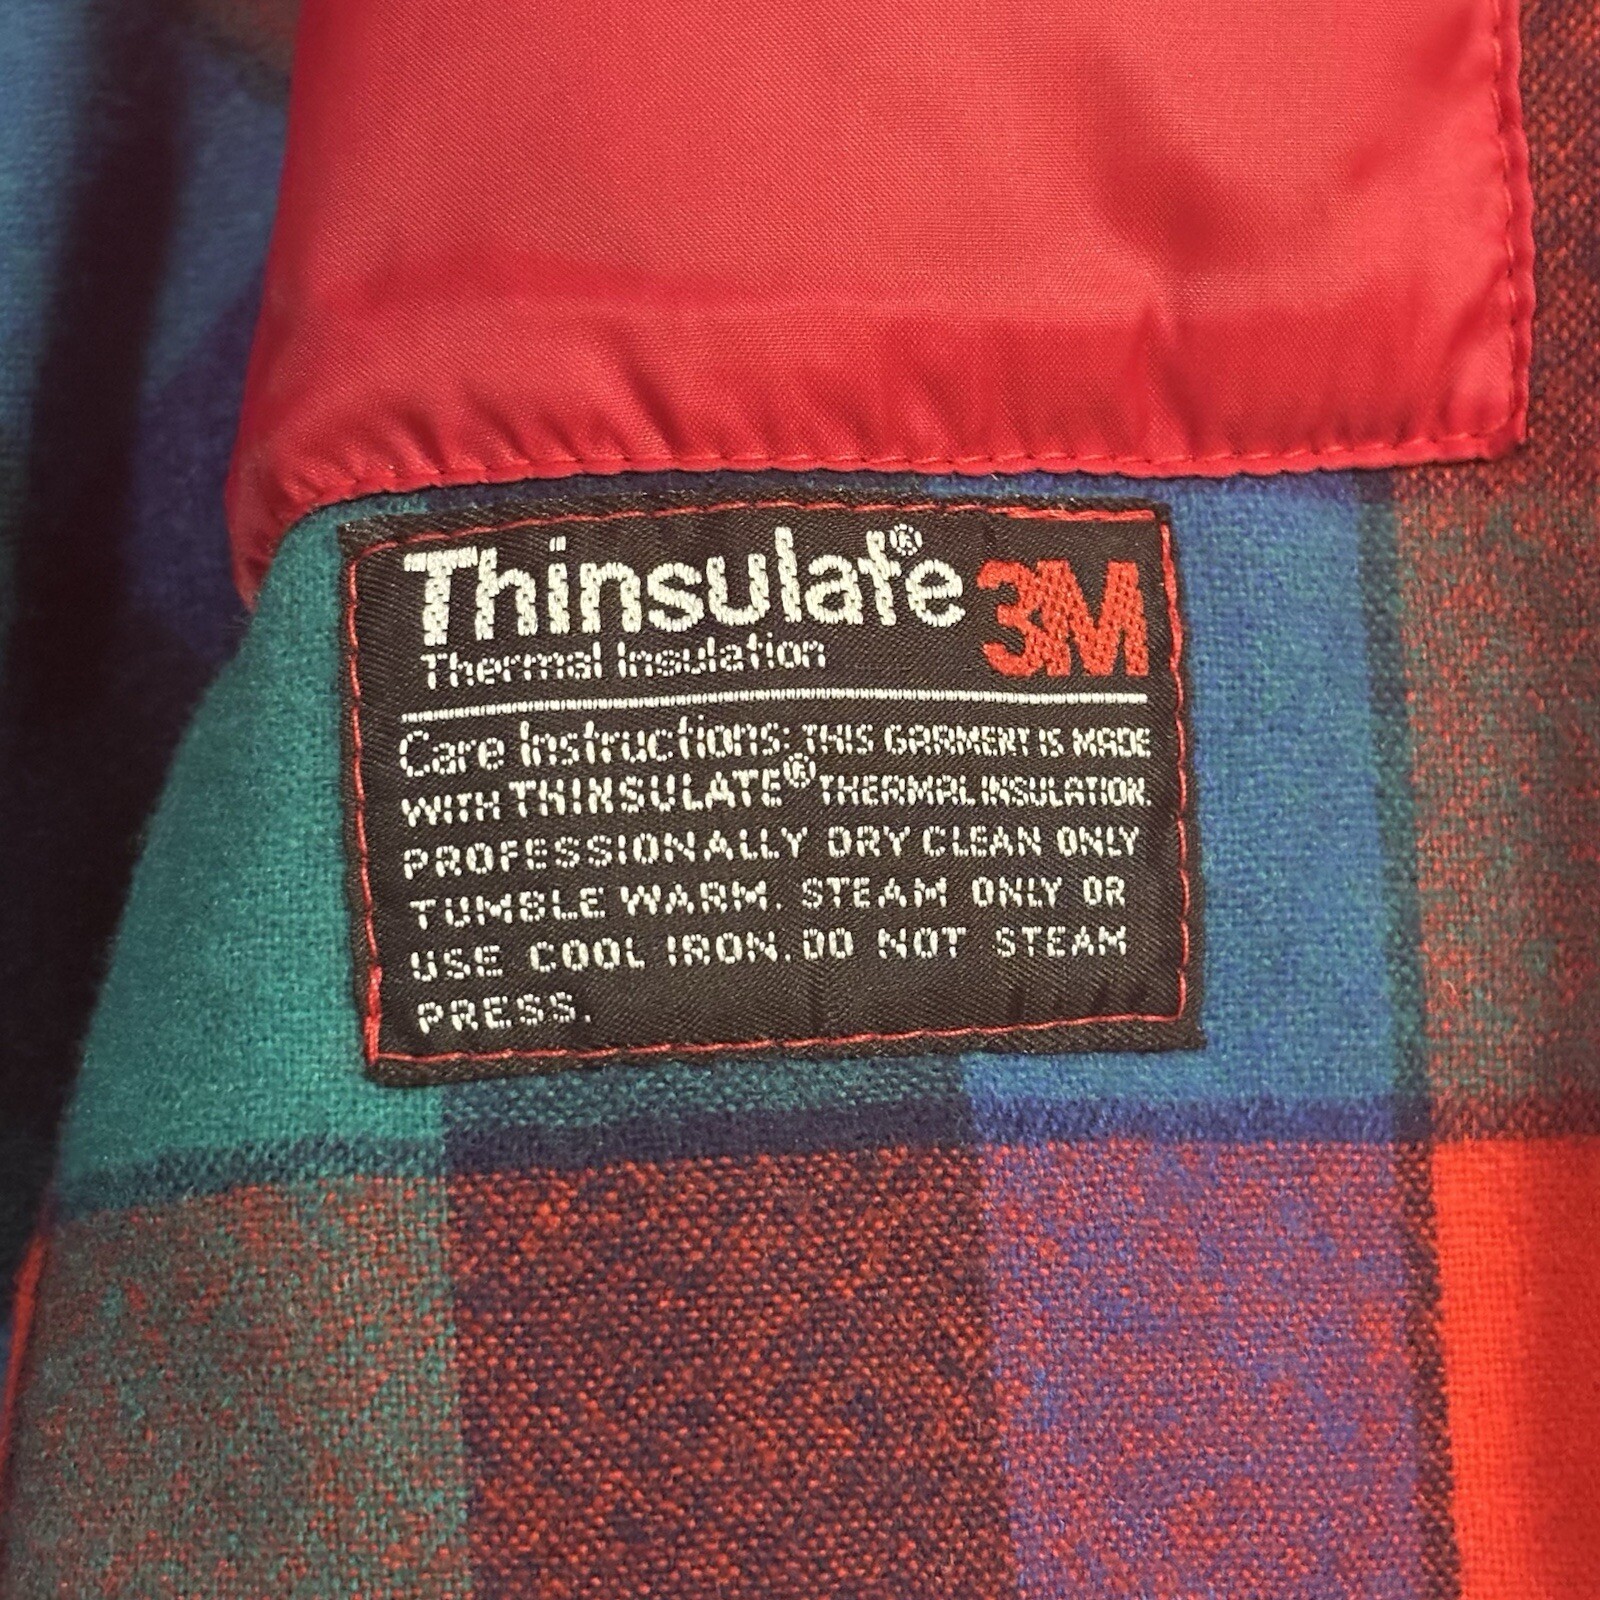 Thinsulate® 3M
Thermal Insulation
Care Instructions: THIS GARMENT IS MADE
WITH THINSULATE® THERMAL INSULATION.
PROFESSIONALLY DRY CLEAN ONLY
TUMBLE WARM. STEAM ONLY OR
USE COOL IRON. DO NOT STEAM
PRESS.